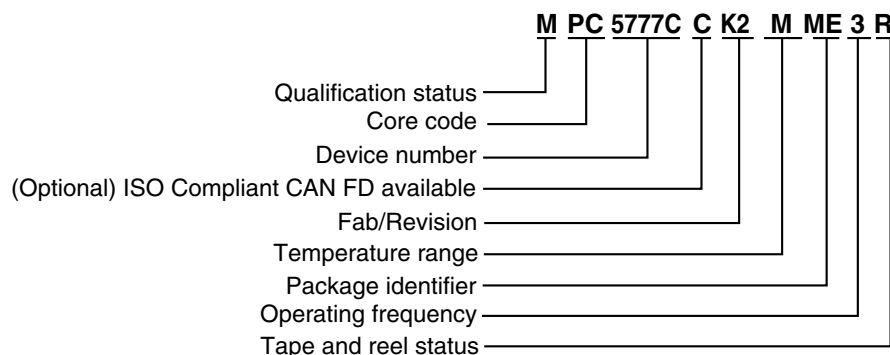 M PC 5777C C K2 M ME 3 R
Qualification status
Core code
Device number
(Optional) ISO Compliant CAN FD available
Fab/Revision
Temperature range
Package identifier
Operating frequency
Tape and reel status